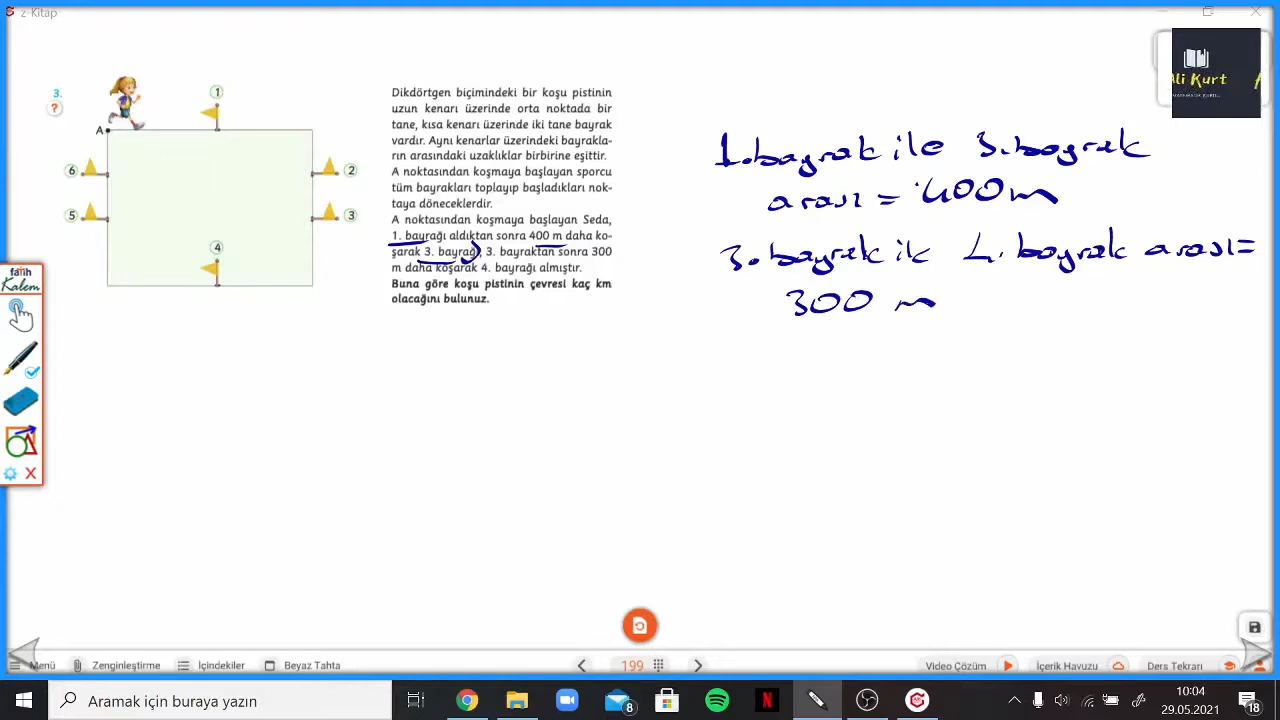 z-Kitap
Ali Kurt
3.
?
A
1
2
3
4
5
6
Dikdörtgen biçimindeki bir koşu pistinin
uzun kenarı üzerinde orta noktada bir
tane, kısa kenarı üzerinde iki tane bayrak
vardır. Aynı kenarlar üzerindeki bayrakla-
rın arasındaki uzaklıklar birbirine eşittir.
A noktasından koşmaya başlayan sporcu
tüm bayrakları toplayıp başladıkları nok-
taya döneceklerdir.
A noktasından koşmaya başlayan Seda,
1. bayrağı aldıktan sonra 400 m daha ko-
şarak 3. bayrağı, 3. bayraktan sonra 300
m daha koşarak 4. bayrağı almıştır.
Buna göre koşu pistinin çevresi kaç km
olacağını bulunuz.
1.bayrak ile 3.bayrak
arası = 400m
3.bayrak ile 4.bayrak arası=
300 m
fatih
Kalem
Menü
Zenginleştirme
İçindekiler
Beyaz Tahta
199
Video Çözüm
İçerik Havuzu
Ders Tekrarı
Aramak için buraya yazın
8
10:04
29.05.2021
18